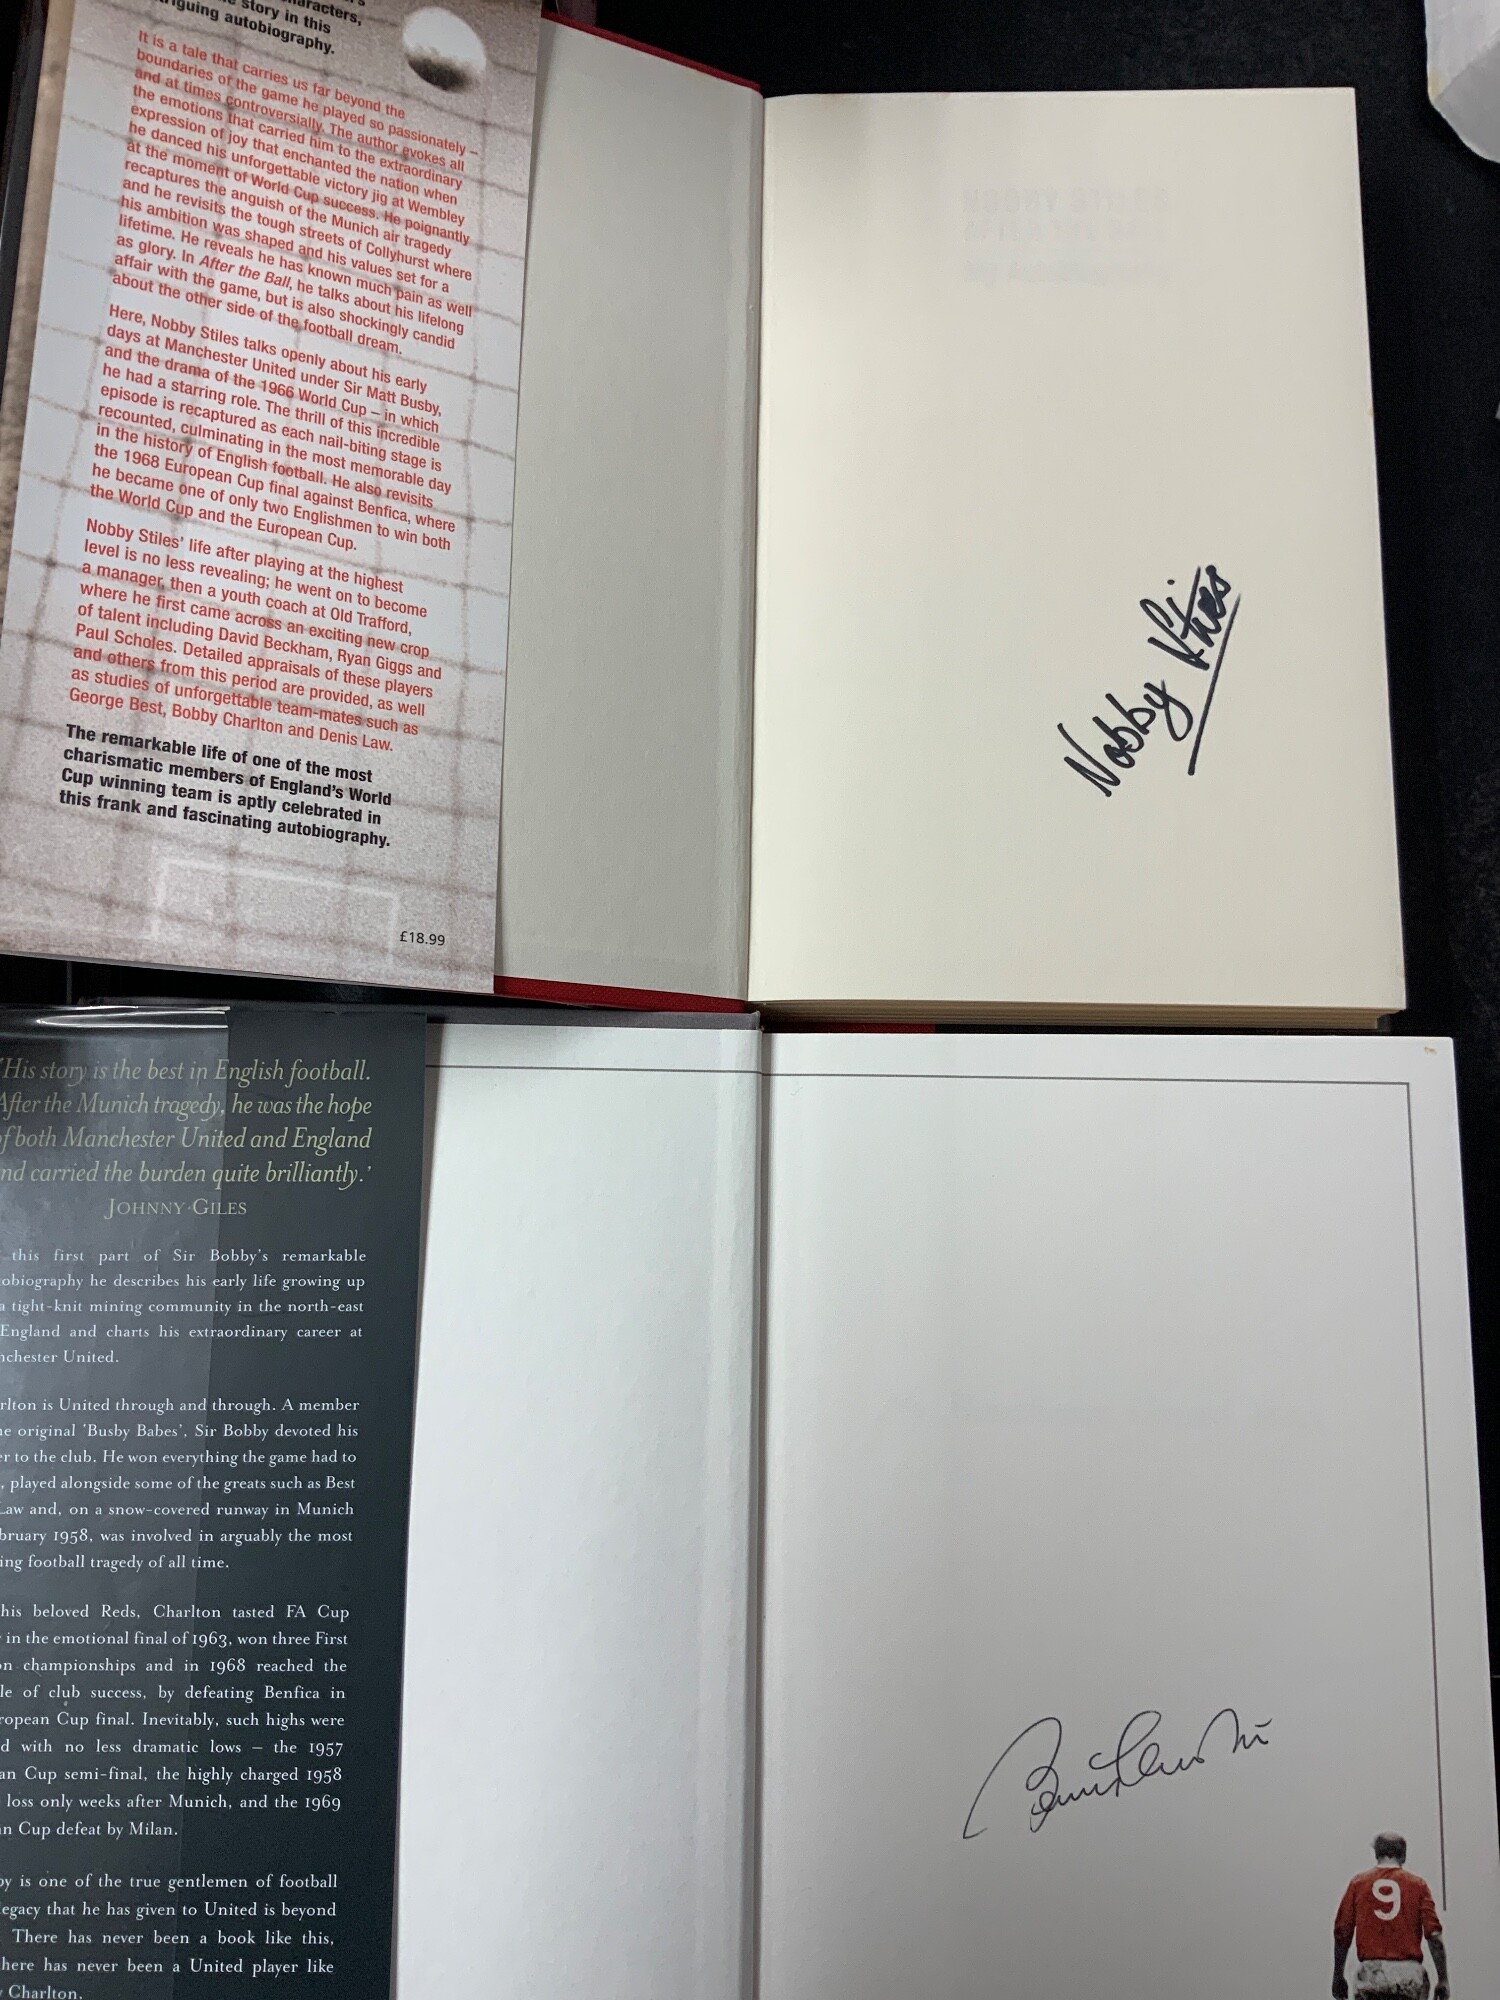 story in this
autobiography.
It is a tale that carries us far beyond the
boundaries of the game he played so passionately –
and at times controversially. The author evokes all
the emotions that carried him to the extraordinary
expression of joy that enchanted the nation when
he danced his unforgettable victory jig at Wembley
at the moment of World Cup success. He poignantly
recaptures the anguish of the Munich air tragedy
and he revisits the tough streets of Collyhurst where
his ambition was shaped and his values set for a
lifetime. He reveals he has known much pain as well
as glory. In After the Ball, he talks about his lifelong
affair with the game, but is also shockingly candid
about the other side of the football dream.
Here, Nobby Stiles talks openly about his early
days at Manchester United under Sir Matt Busby,
and the drama of the 1966 World Cup – in which
he had a starring role. The thrill of this incredible
episode is recaptured as each nail-biting stage is
recounted, culminating in the most memorable day
in the history of English football. He also revisits
the 1968 European Cup final against Benfica, where
he became one of only two Englishmen to win both
the World Cup and the European Cup.
Nobby Stiles' life after playing at the highest
level is no less revealing; he went on to become
a manager, then a youth coach at Old Trafford,
where he first came across an exciting new crop
of talent including David Beckham, Ryan Giggs and
Paul Scholes. Detailed appraisals of these players
and others from this period are provided, as well
as studies of unforgettable team-mates such as
George Best, Bobby Charlton and Denis Law.
The remarkable life of one of the most
charismatic members of England's World
Cup winning team is aptly celebrated in
this frank and fascinating autobiography.
£18.99
Nobby Stiles
'His story is the best in English football.
After the Munich tragedy, he was the hope
of both Manchester United and England
nd carried the burden quite brilliantly.'
JOHNNY GILES
this first part of Sir Bobby's remarkable
obiography he describes his early life growing up
a tight-knit mining community in the north-east
England and charts his extraordinary career at
nchester United.
rlton is United through and through. A member
he original 'Busby Babes', Sir Bobby devoted his
er to the club. He won everything the game had to
, played alongside some of the greats such as Best
Law and, on a snow-covered runway in Munich
bruary 1958, was involved in arguably the most
ing football tragedy of all time.
his beloved Reds, Charlton tasted FA Cup
in the emotional final of 1963, won three First
on championships and in 1968 reached the
le of club success, by defeating Benfica in
ropean Cup final. Inevitably, such highs were
d with no less dramatic lows – the 1957
an Cup semi-final, the highly charged 1958
loss only weeks after Munich, and the 1969
an Cup defeat by Milan.
by is one of the true gentlemen of football
legacy that he has given to United is beyond
There has never been a book like this,
here has never been a United player like
y Charlton.
9